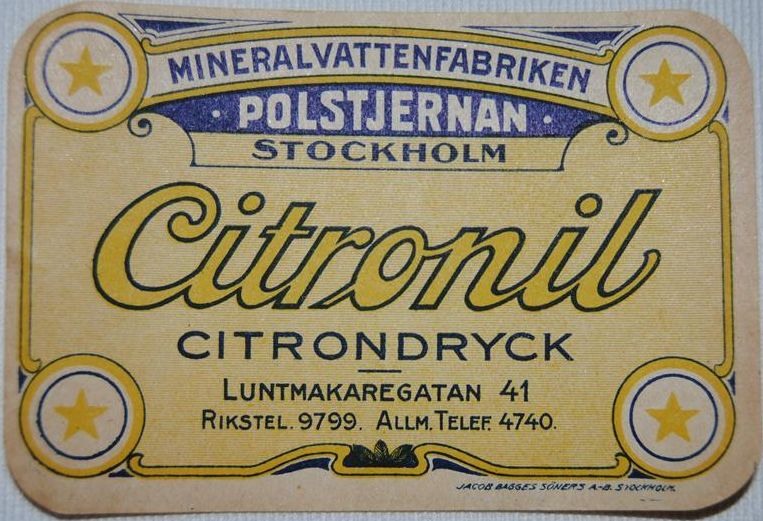 MINERALVATTENFABRIKEN
· POLSTJERNAN ·
STOCKHOLM
Citronil
CITRONDRYCK
LUNTMAKAREGATAN 41
RIKSTEL. 9799. ALLM. TELEF. 4740.
JACOB BAGGES SÖNERS A.-B. STOCKHOLM.